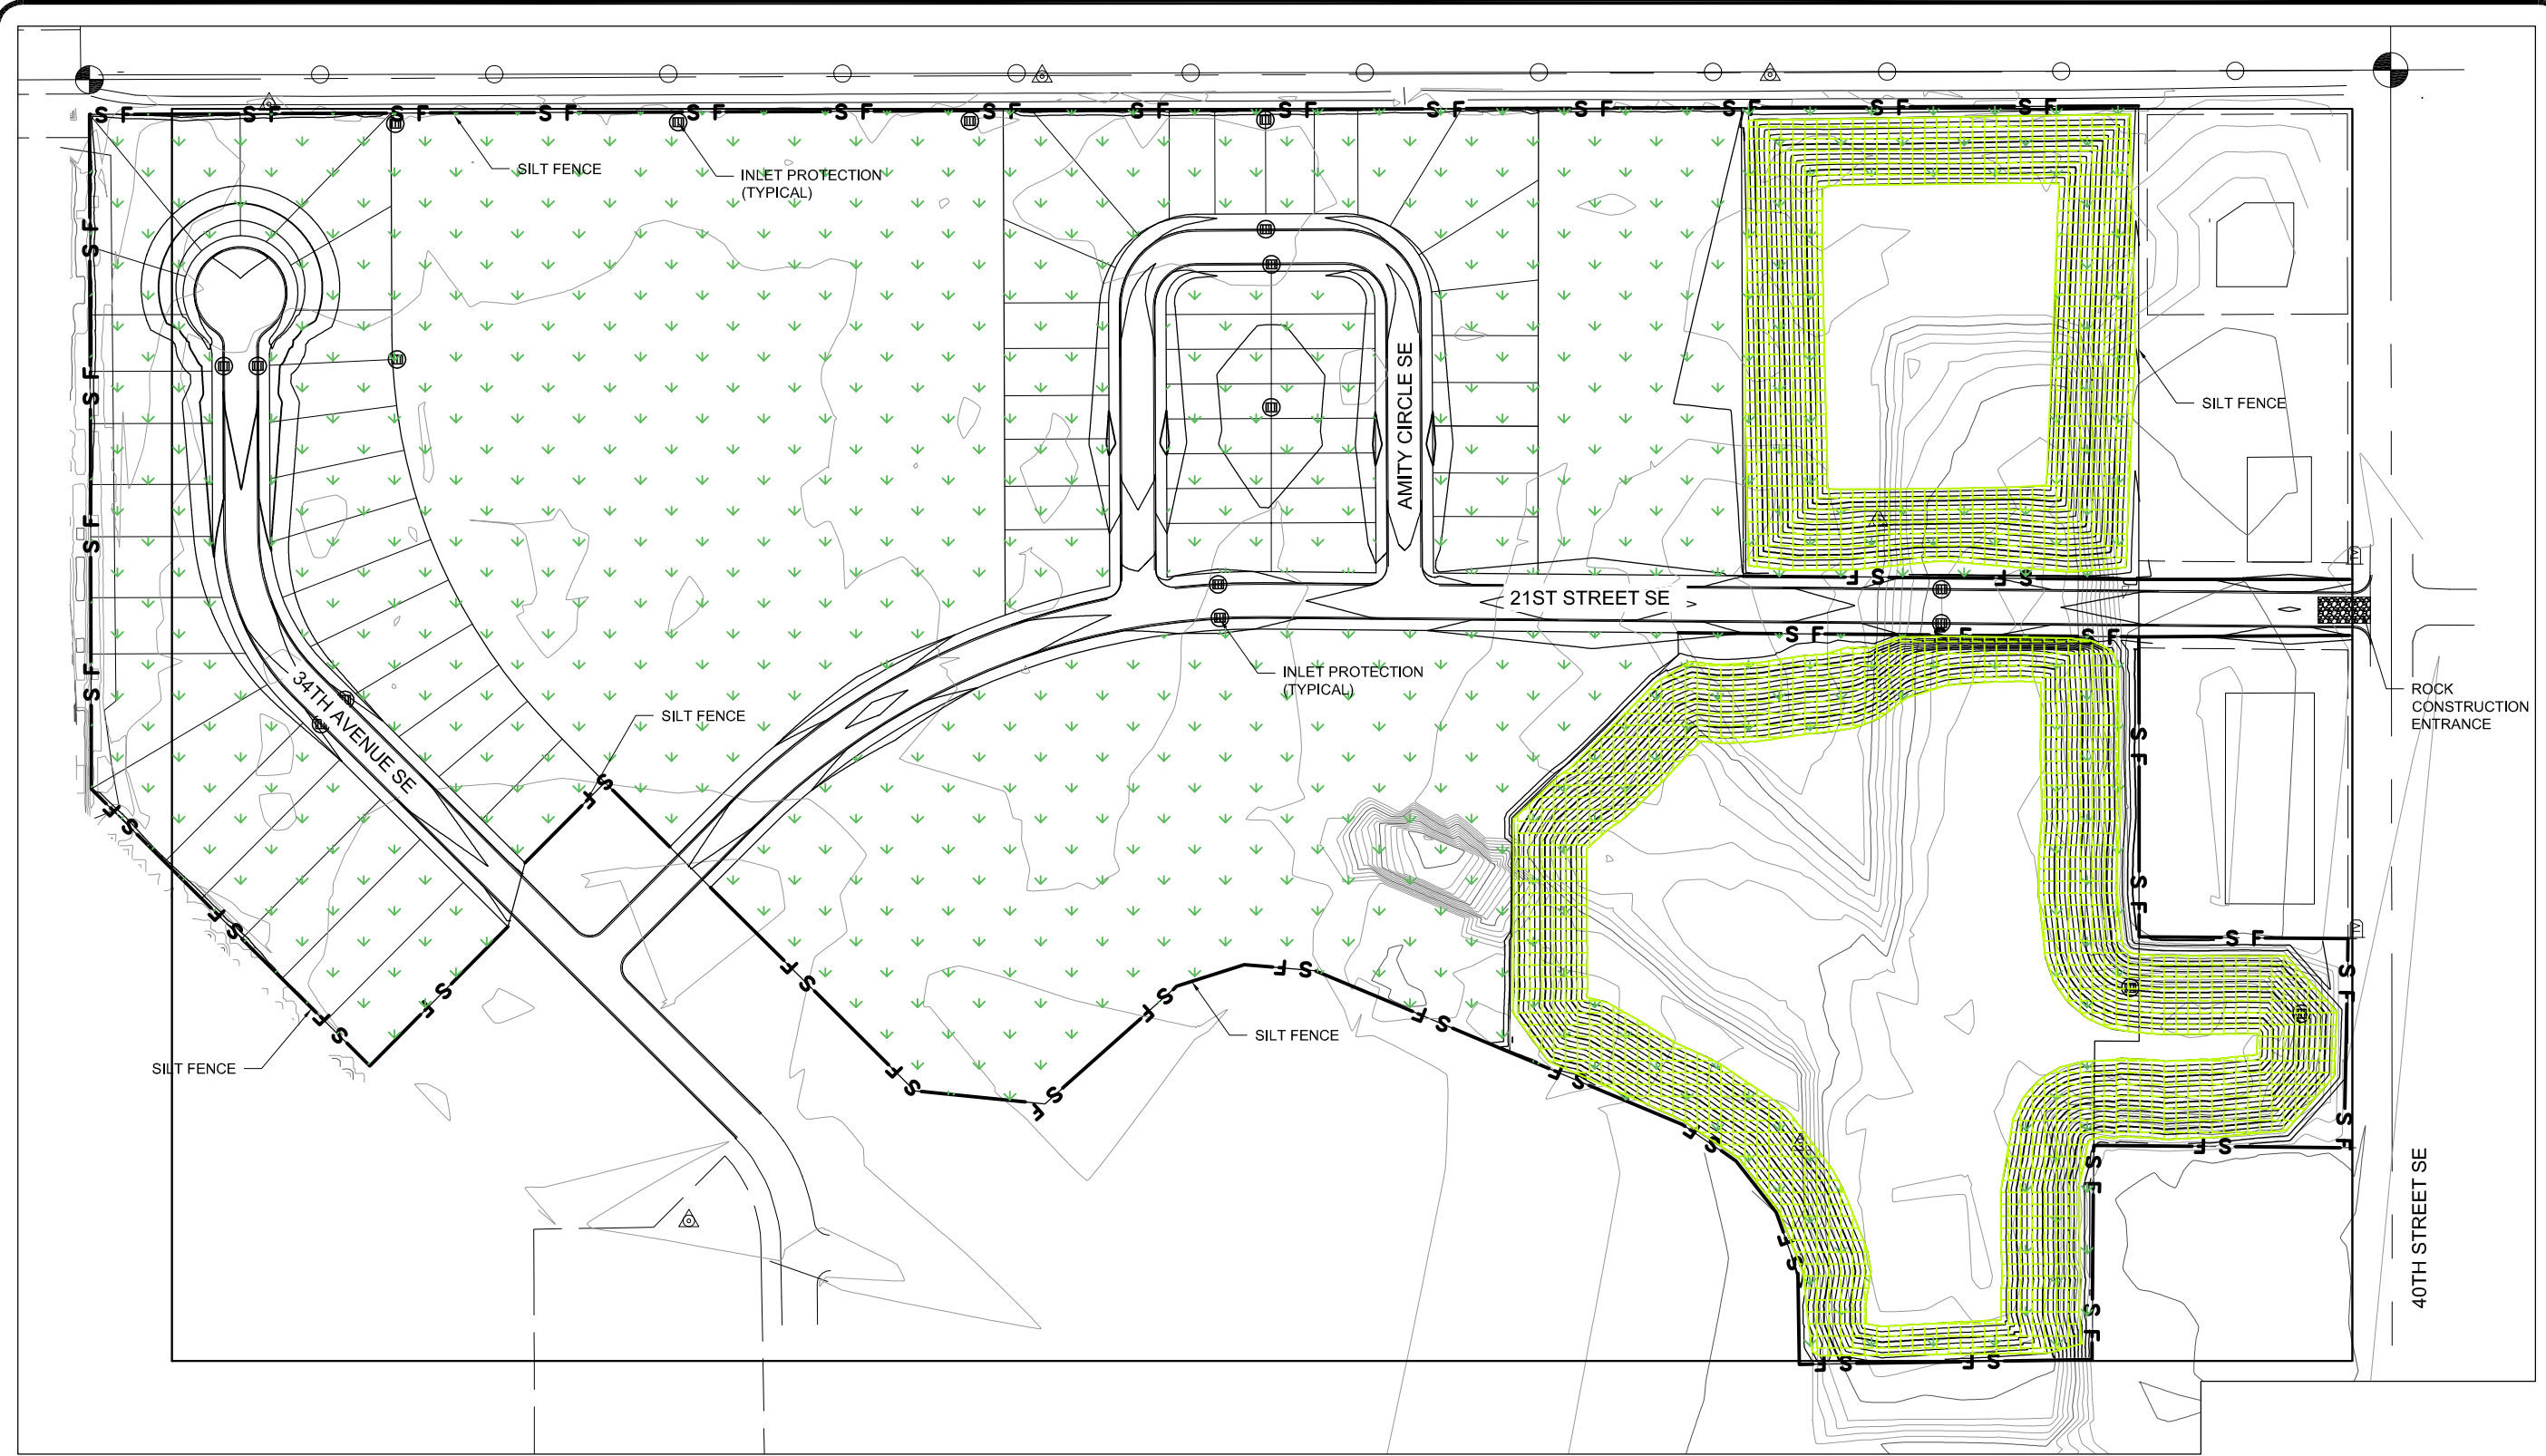 S F S F S F S F S F S F S F S F S F S F S F S F S F S F
SILT FENCE
INLET PROTECTION
(TYPICAL)
S F
S F
S F
S F
SILT FENCE
AMITY CIRCLE SE
S F S F
21ST STREET SE
S F S F S F
INLET PROTECTION
(TYPICAL)
34TH AVENUE SE
SILT FENCE
ROCK
CONSTRUCTION
ENTRANCE
S F
S F
S F
S F
S F
S F
S F
S F
S F
S F
S F
S F
S F
S F
SILT FENCE
SILT FENCE
S F
S F
S F
S F
S F
S F
S F
S F
S F
S F
S F
S F
40TH STREET SE